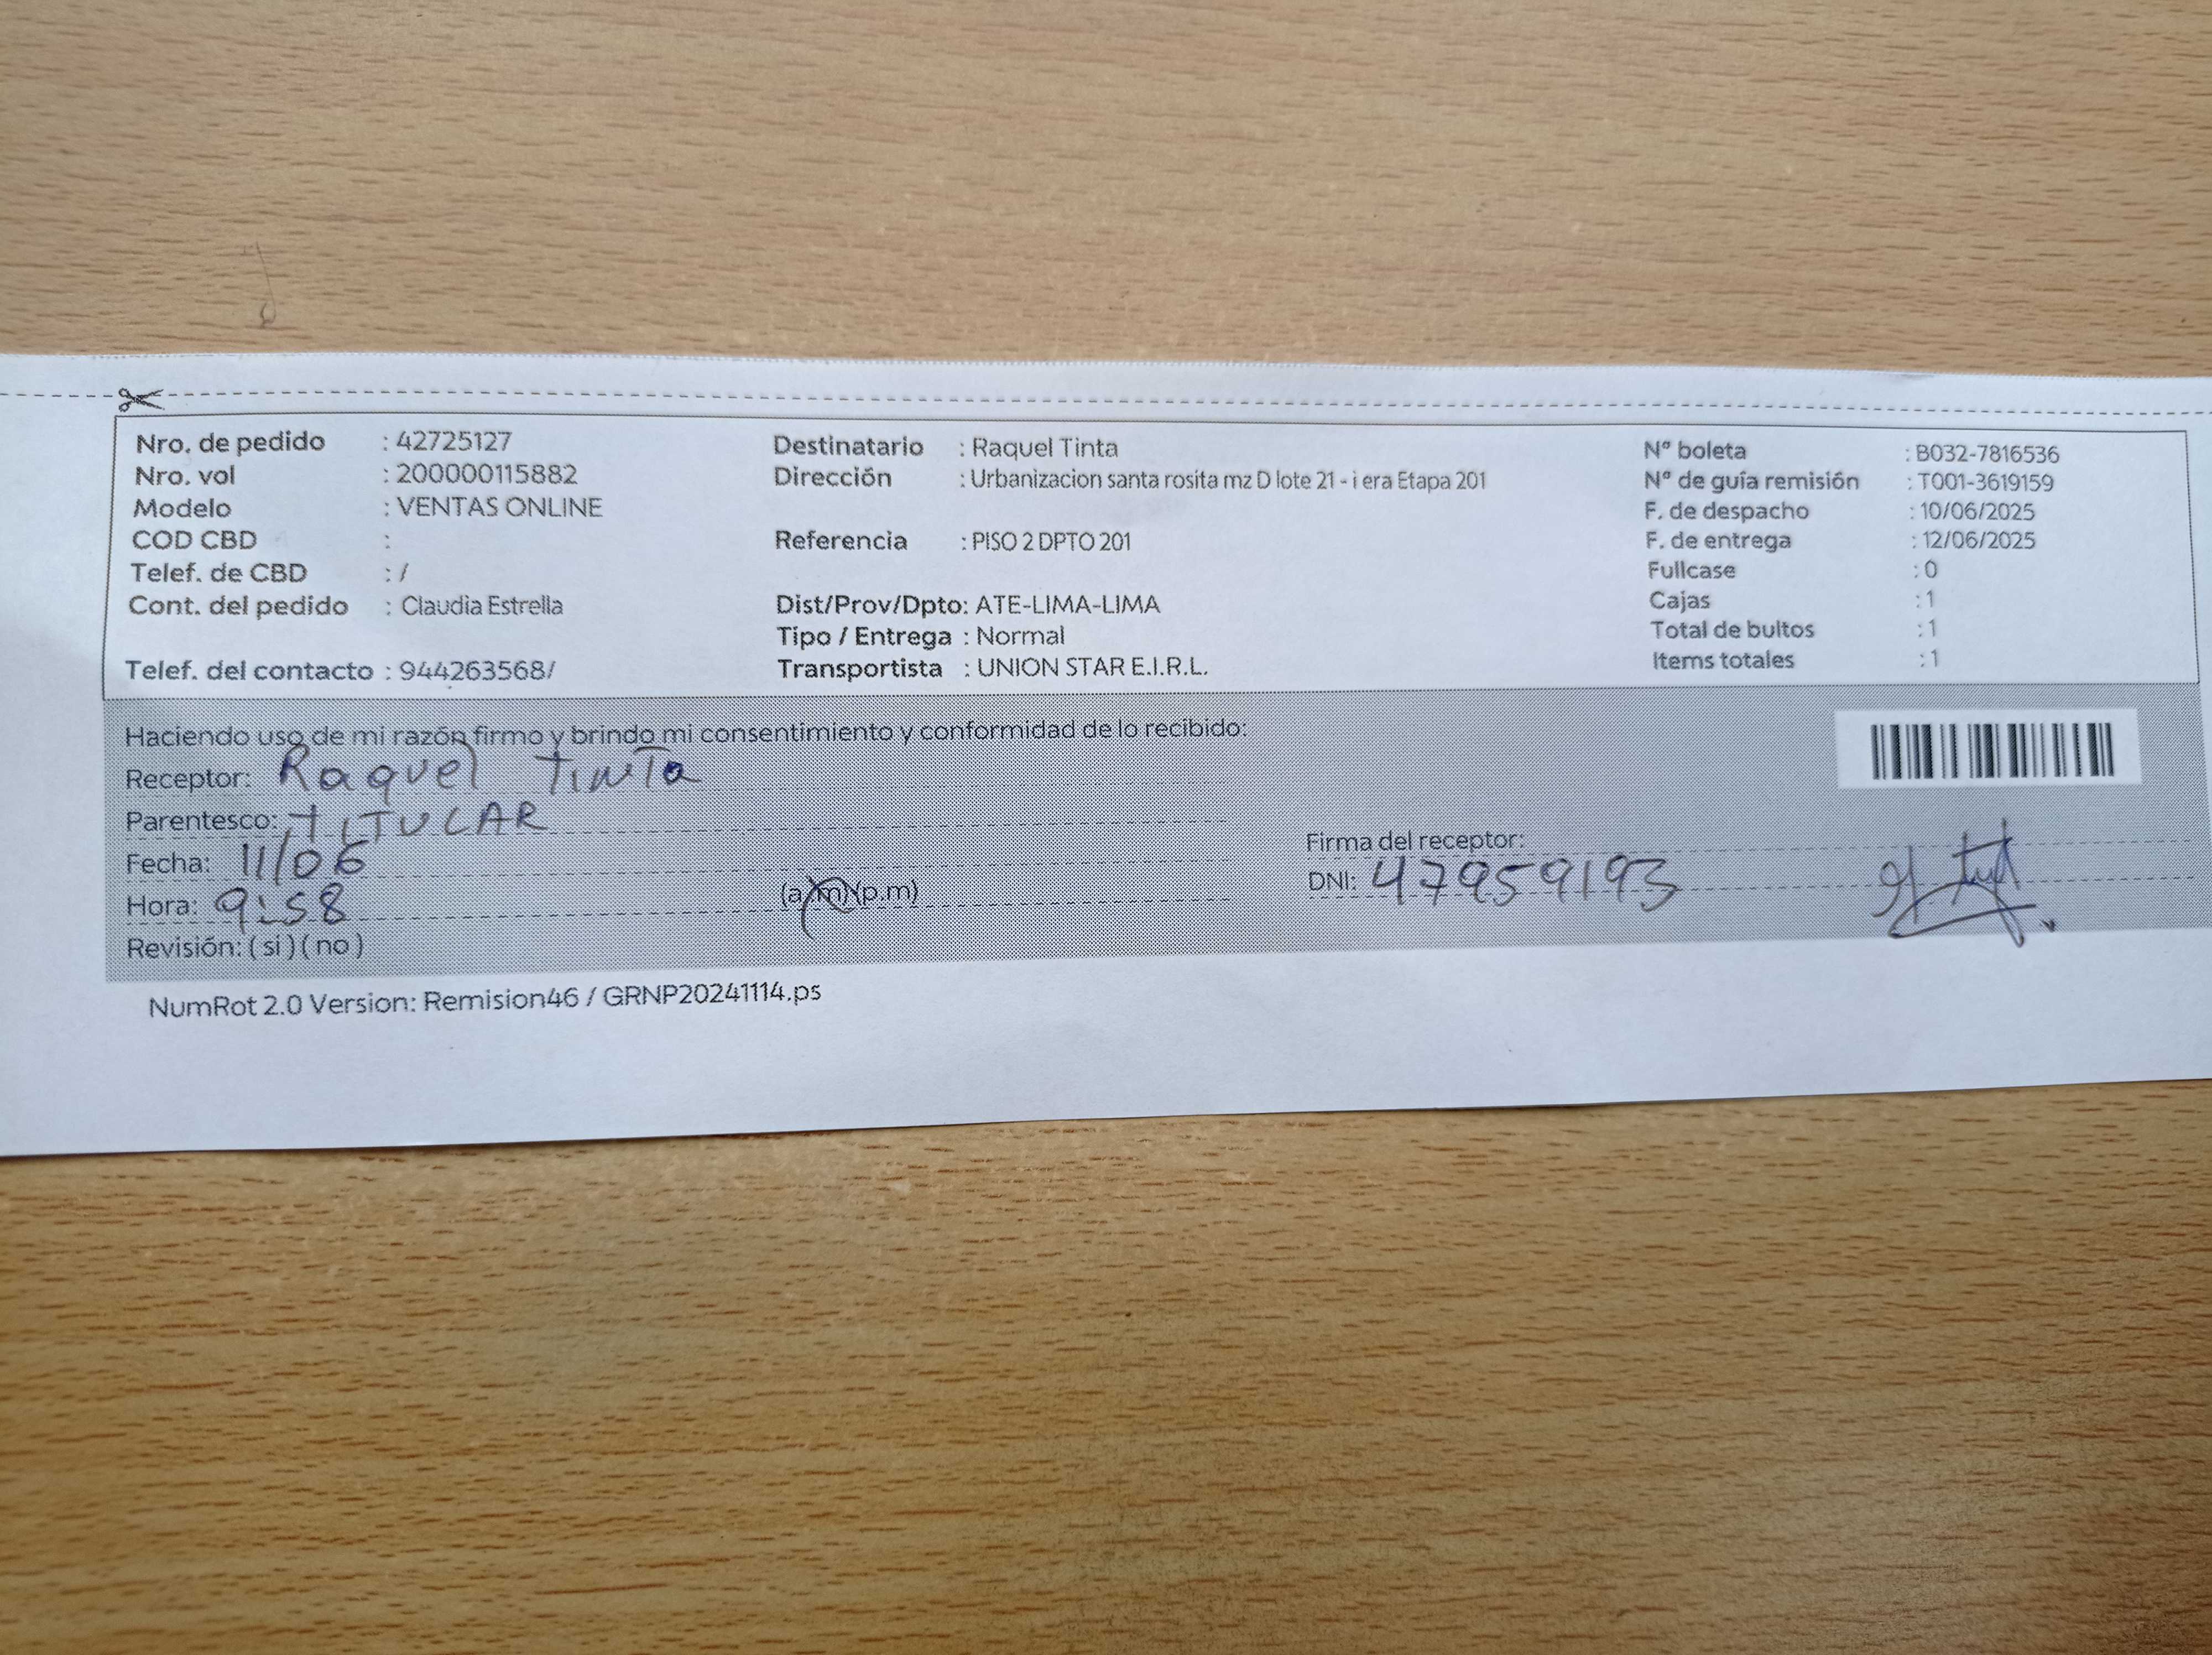 Nro. de pedido : 42725127
Nro. vol : 200000115882
Modelo : VENTAS ONLINE
COD CBD :
Telef. de CBD : /
Cont. del pedido : Claudia Estrella
Telef. del contacto : 944263568/
Destinatario : Raquel Tinta
Dirección : Urbanizacion santa rosita mz D lote 21 - i era Etapa 201
Referencia : PISO 2 DPTO 201
Dist/Prov/Dpto: ATE-LIMA-LIMA
Tipo / Entrega : Normal
Transportista : UNION STAR E.I.R.L.
Nº boleta : B032-7816536
Nº de guía remisión : T001-3619159
F. de despacho : 10/06/2025
F. de entrega : 12/06/2025
Fullcase : 0
Cajas : 1
Total de bultos : 1
Items totales : 1
Haciendo uso de mi razón firmo y brindo mi consentimiento y conformidad de lo recibido:
Receptor: Raquel Tinta
Parentesco: TITULAR
Fecha: 11/06
Hora: 9:58 (a.m)(p.m)
Revisión: ( si ) ( no )
Firma del receptor:
DNI: 47959193
NumRot 2.0 Version: Remision46 / GRNP20241114.ps